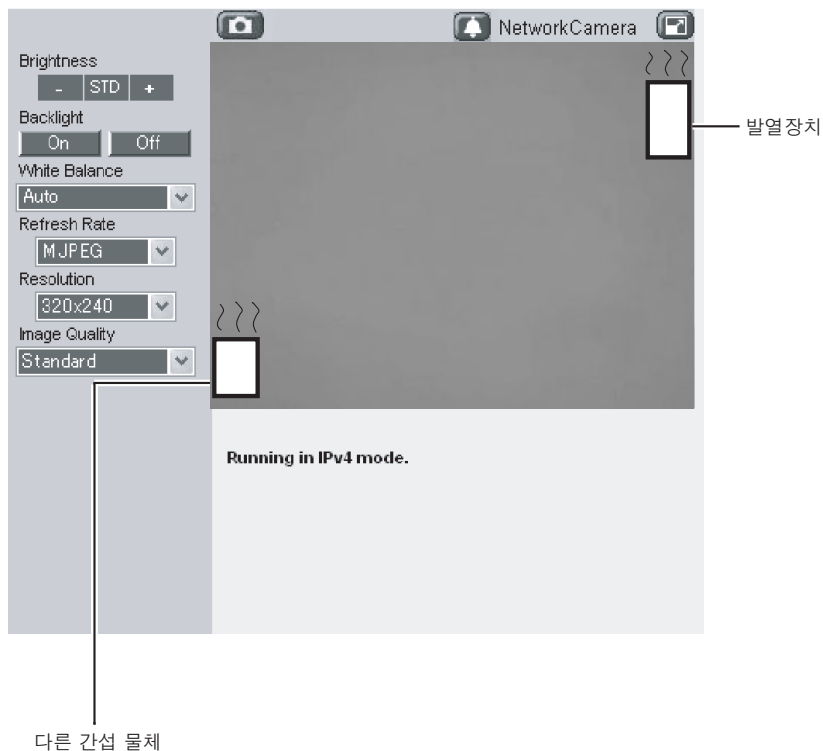 NetworkCamera
Brightness
- STD +
Backlight
On Off
White Balance
Auto
Refresh Rate
MJPEG
Resolution
320x240
Image Quality
Standard
발열장치
Running in IPv4 mode.
다른 간섭 물체